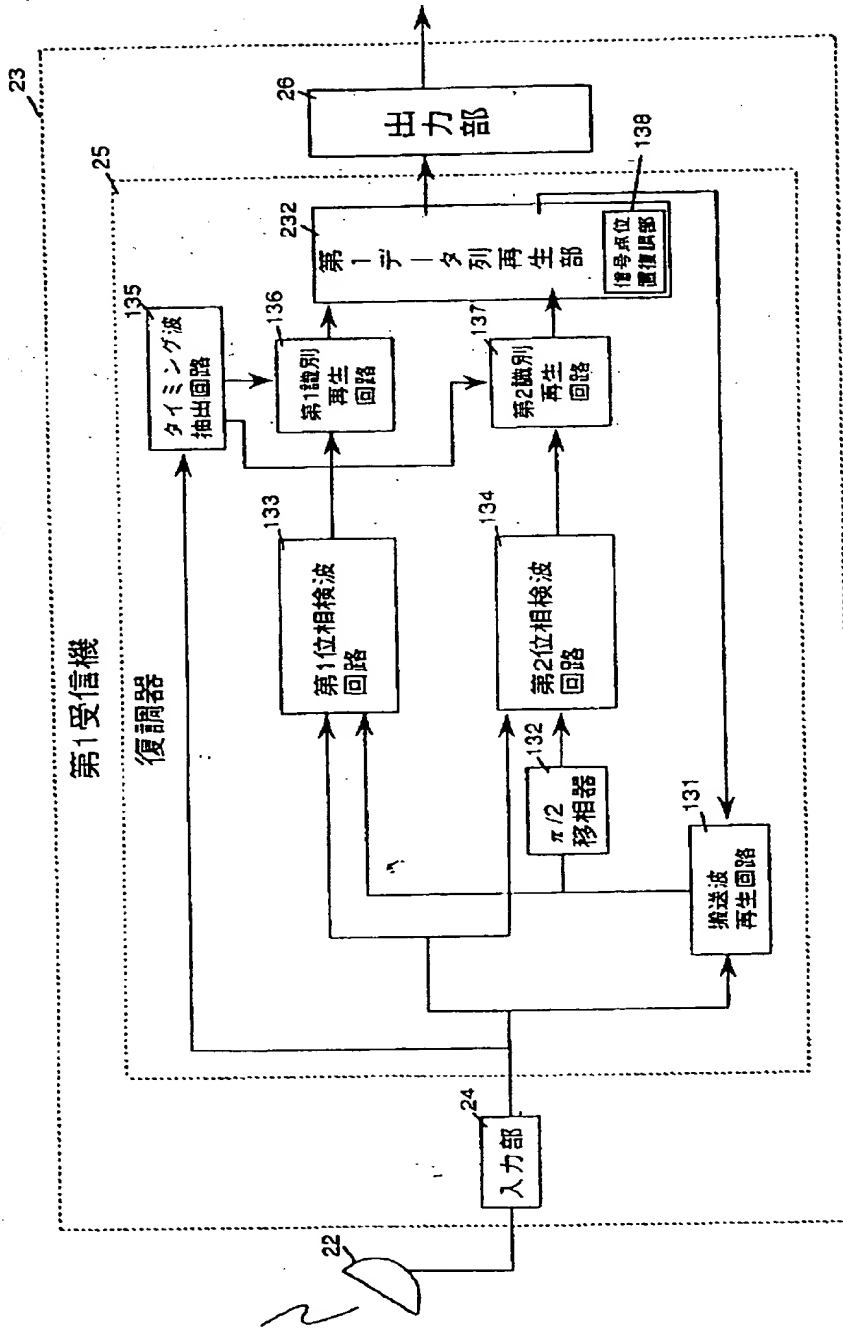 第1受信機
23
復調器
25
22
24
入力部
135
タイミング波
抽出回路
133
第1位相検波
回路
136
第1識別
再生
回路
134
第2位相検波
回路
137
第2識別
再生
回路
132
π/2
移相器
131
搬送波
再生回路
232
第1データ列再生部
138
信号点位
置復調部
26
出力部